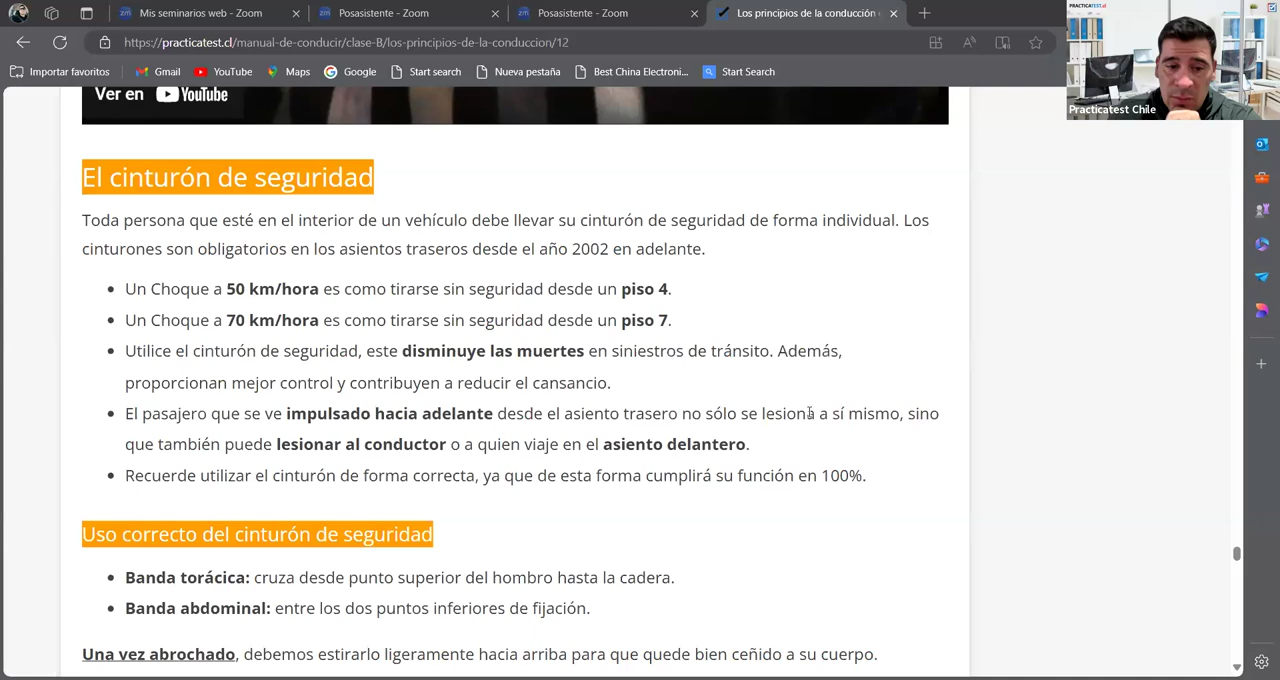 Mis seminarios web - Zoom
Posasistente - Zoom
Posasistente - Zoom
Los principios de la conducción
https://practicatest.cl/manual-de-conducir/clase-B/los-principios-de-la-conduccion/12
Importar favoritos
Gmail
YouTube
Maps
Google
Start search
Nueva pestaña
Best China Electroni...
Start Search
PRACTICATEST.cl
Practicatest Chile
Ver en YouTube
El cinturón de seguridad
Toda persona que esté en el interior de un vehículo debe llevar su cinturón de seguridad de forma individual. Los
cinturones son obligatorios en los asientos traseros desde el año 2002 en adelante.
Un Choque a 50 km/hora es como tirarse sin seguridad desde un piso 4.
Un Choque a 70 km/hora es como tirarse sin seguridad desde un piso 7.
Utilice el cinturón de seguridad, este disminuye las muertes en siniestros de tránsito. Además,
proporcionan mejor control y contribuyen a reducir el cansancio.
El pasajero que se ve impulsado hacia adelante desde el asiento trasero no sólo se lesiona a sí mismo, sino
que también puede lesionar al conductor o a quien viaje en el asiento delantero.
Recuerde utilizar el cinturón de forma correcta, ya que de esta forma cumplirá su función en 100%.
Uso correcto del cinturón de seguridad
Banda torácica: cruza desde punto superior del hombro hasta la cadera.
Banda abdominal: entre los dos puntos inferiores de fijación.
Una vez abrochado, debemos estirarlo ligeramente hacia arriba para que quede bien ceñido a su cuerpo.